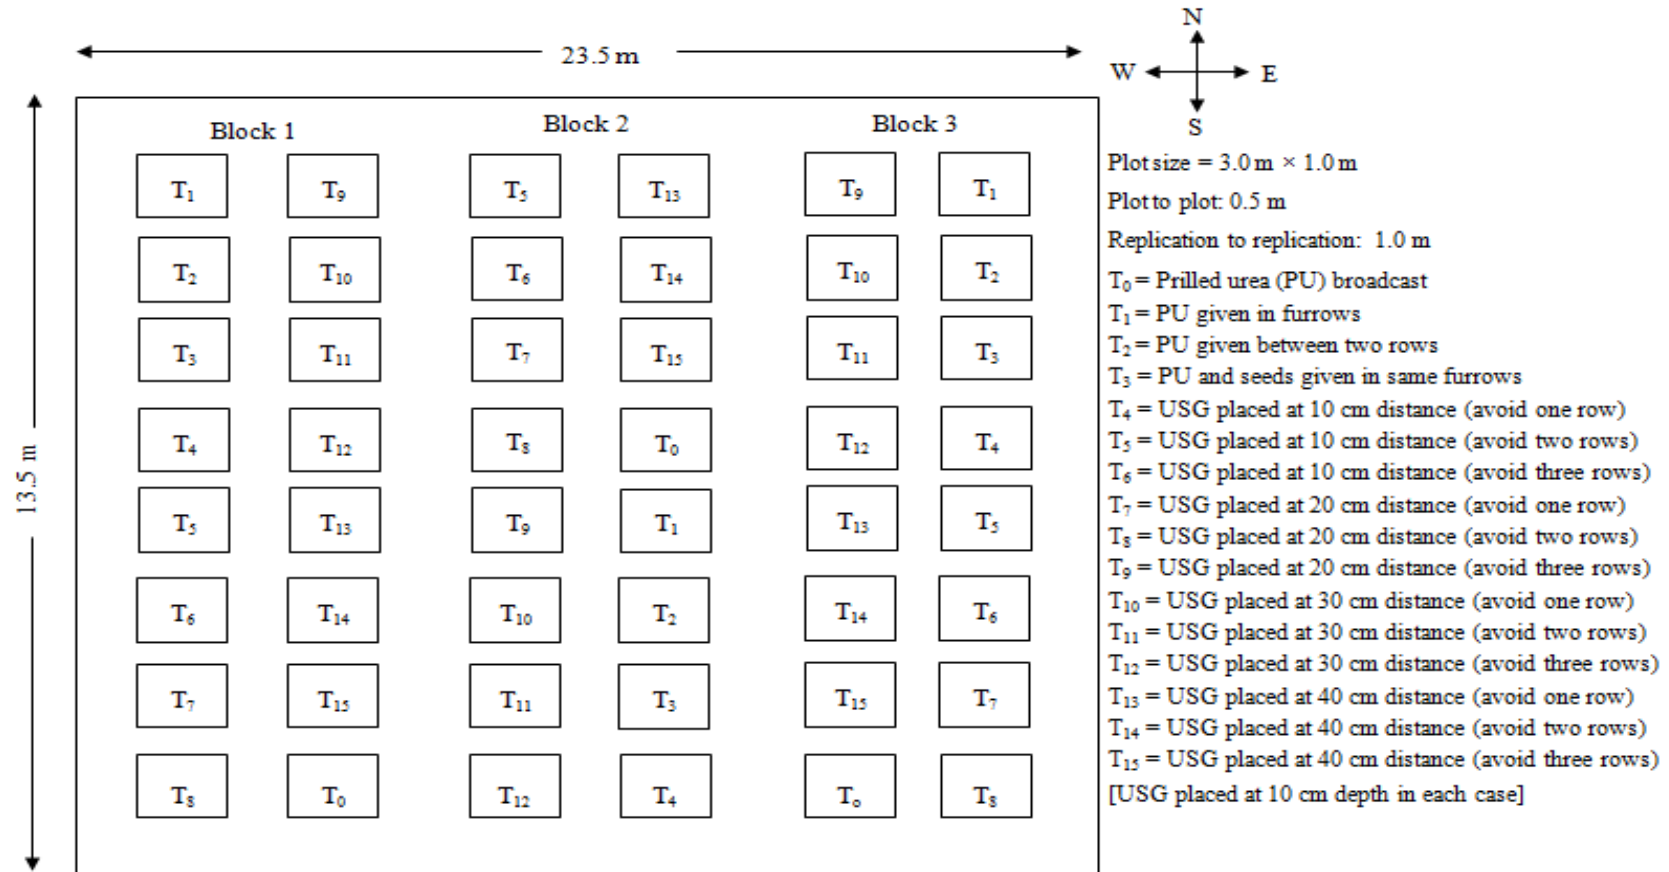 N
23.5 m
W E
S
Block 1 Block 2 Block 3
Plot size = 3.0 m × 1.0 m
T₁ T₉ T₅ T₁₃ T₉ T₁
Plot to plot: 0.5 m
Replication to replication: 1.0 m
T₂ T₁₀ T₆ T₁₄ T₁₀ T₂
T₀ = Prilled urea (PU) broadcast
T₁ = PU given in furrows
T₃ T₁₁ T₇ T₁₅ T₁₁ T₃
T₂ = PU given between two rows
T₃ = PU and seeds given in same furrows
T₄ = USG placed at 10 cm distance (avoid one row)
T₄ T₁₂ T₈ T₀ T₁₂ T₄
T₅ = USG placed at 10 cm distance (avoid two rows)
T₆ = USG placed at 10 cm distance (avoid three rows)
13.5 m
T₇ = USG placed at 20 cm distance (avoid one row)
T₅ T₁₃ T₉ T₁ T₁₃ T₅
T₈ = USG placed at 20 cm distance (avoid two rows)
T₉ = USG placed at 20 cm distance (avoid three rows)
T₁₀ = USG placed at 30 cm distance (avoid one row)
T₆ T₁₄ T₁₀ T₂ T₁₄ T₆
T₁₁ = USG placed at 30 cm distance (avoid two rows)
T₁₂ = USG placed at 30 cm distance (avoid three rows)
T₇ T₁₅ T₁₁ T₃ T₁₅ T₇
T₁₃ = USG placed at 40 cm distance (avoid one row)
T₁₄ = USG placed at 40 cm distance (avoid two rows)
T₁₅ = USG placed at 40 cm distance (avoid three rows)
T₈ T₀ T₁₂ T₄ Tₒ T₈
[USG placed at 10 cm depth in each case]